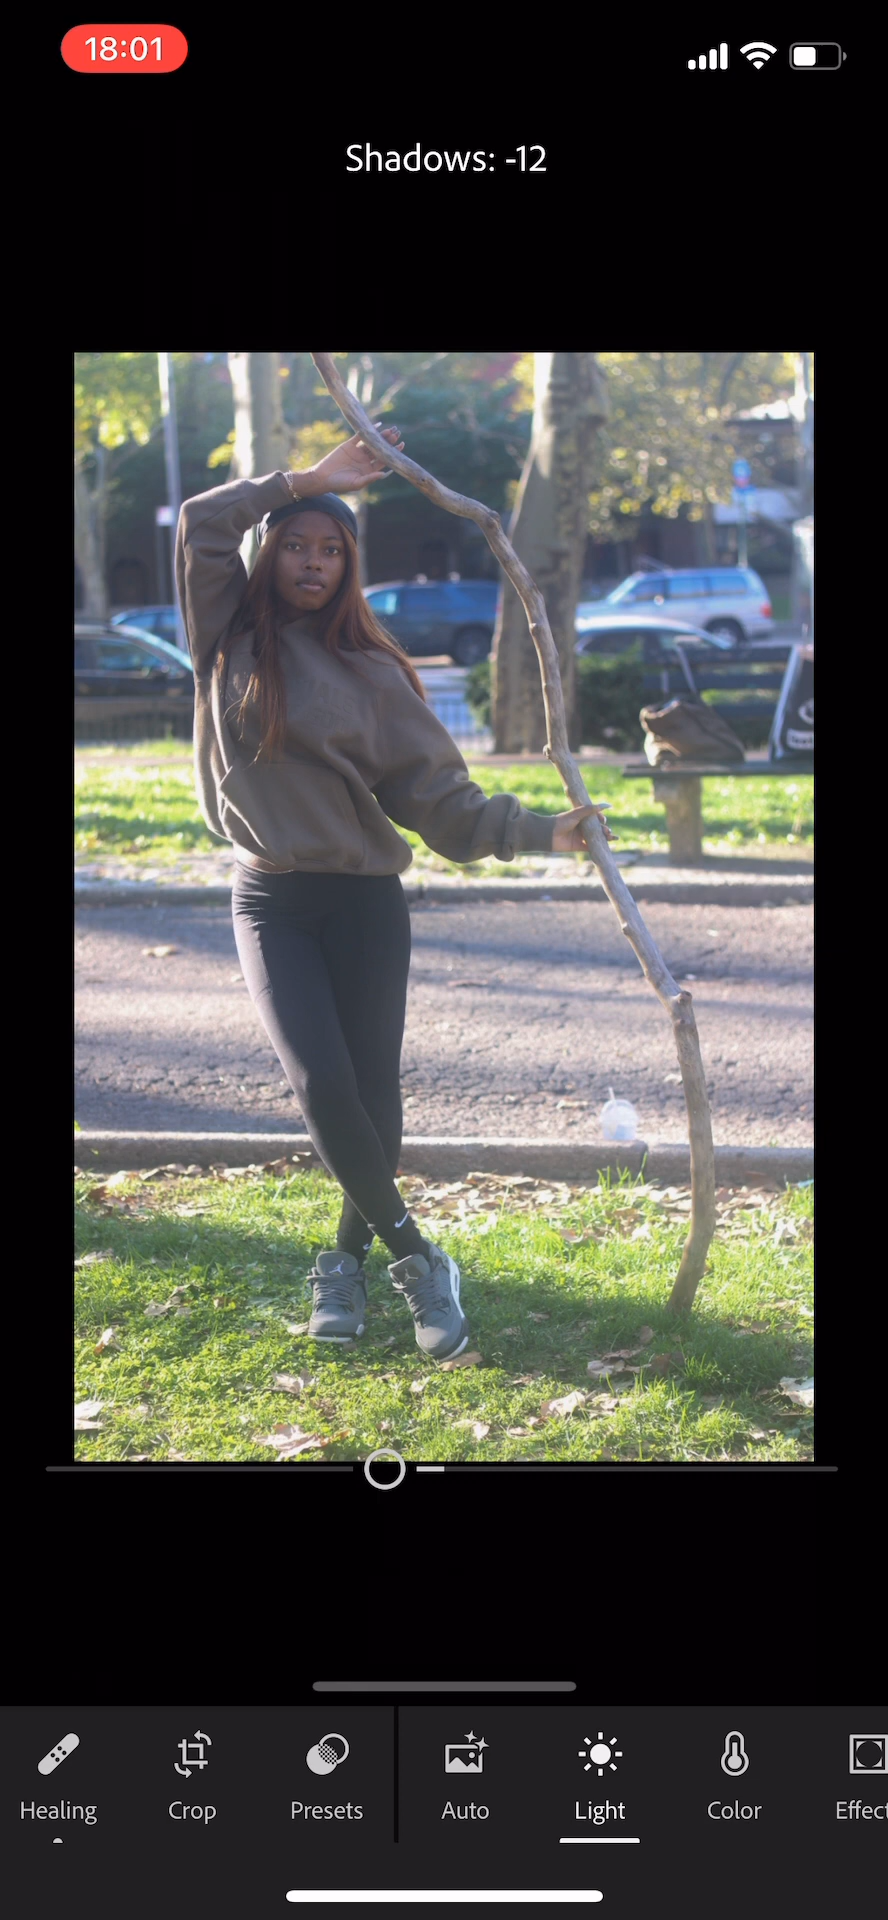 18:01
Shadows: -12
Healing
Crop
Presets
Auto
Light
Color
Effect